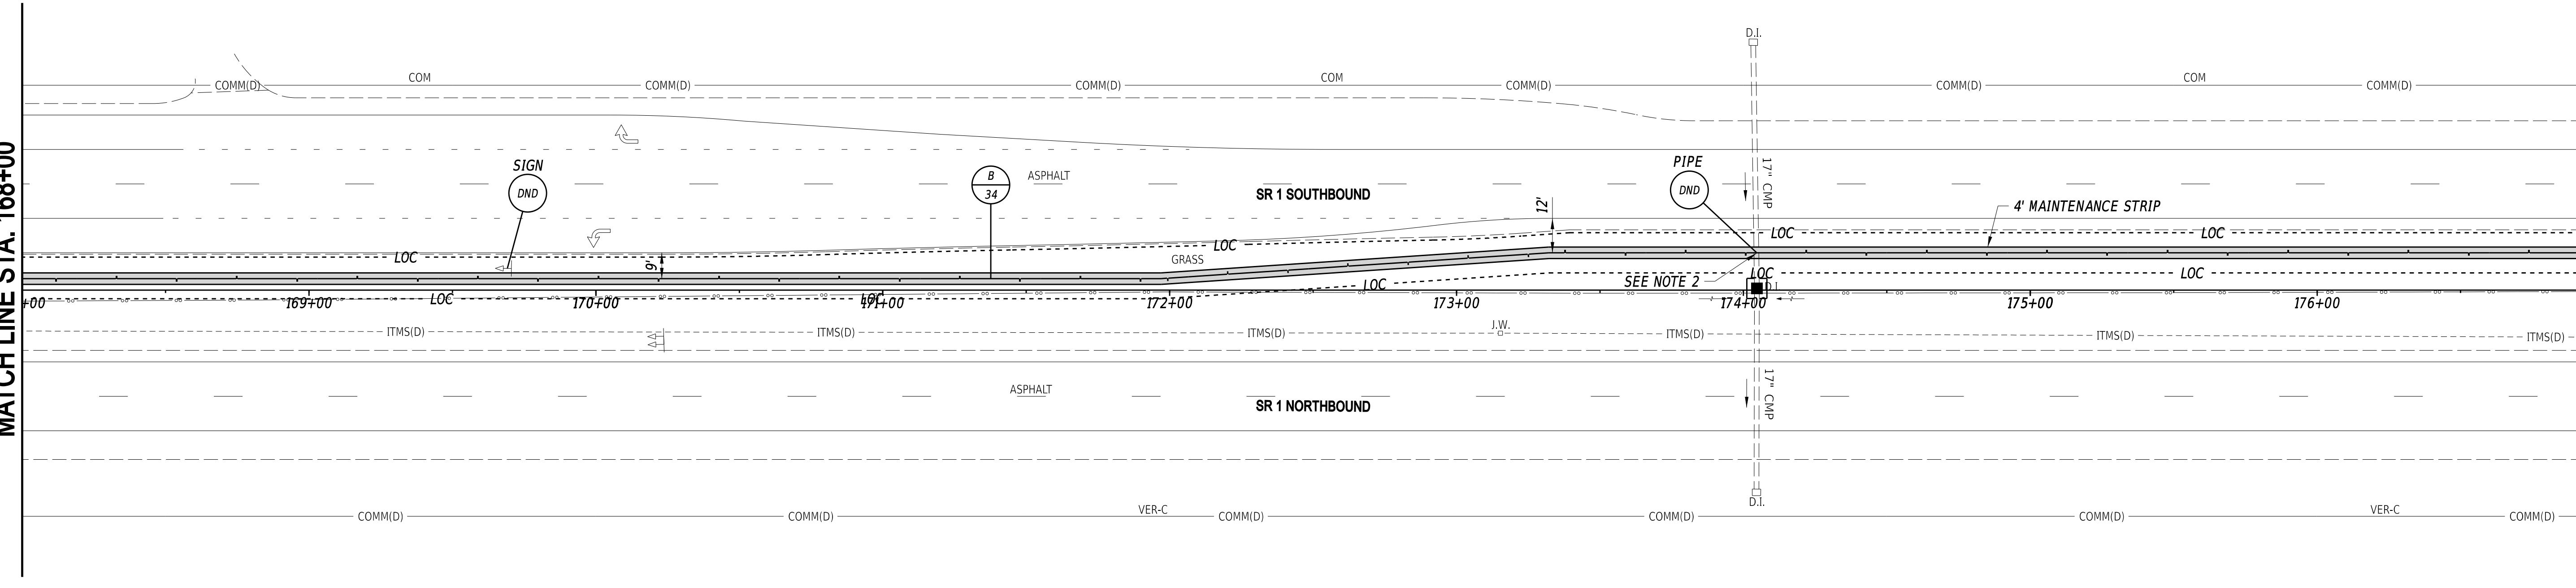 MATCH LINE STA. 168+00
D.I.
COM
COM
COM
COMM(D)
COMM(D)
COMM(D)
COMM(D)
COMM(D)
COMM(D)
SIGN
DND
B
34
ASPHALT
SR 1 SOUTHBOUND
PIPE
DND
17" CMP
12'
4' MAINTENANCE STRIP
LOC
LOC
LOC
LOC
9'
GRASS
SEE NOTE 2
LOC
LOC
LOC
LOC
LOC
D.I.
+00
169+00
170+00
171+00
172+00
173+00
174+00
175+00
176+00
ITMS(D)
ITMS(D)
ITMS(D)
J.W.
ITMS(D)
ITMS(D)
ITMS(D)
ASPHALT
SR 1 NORTHBOUND
17" CMP
D.I.
COMM(D)
COMM(D)
VER-C
COMM(D)
COMM(D)
COMM(D)
VER-C
COMM(D)